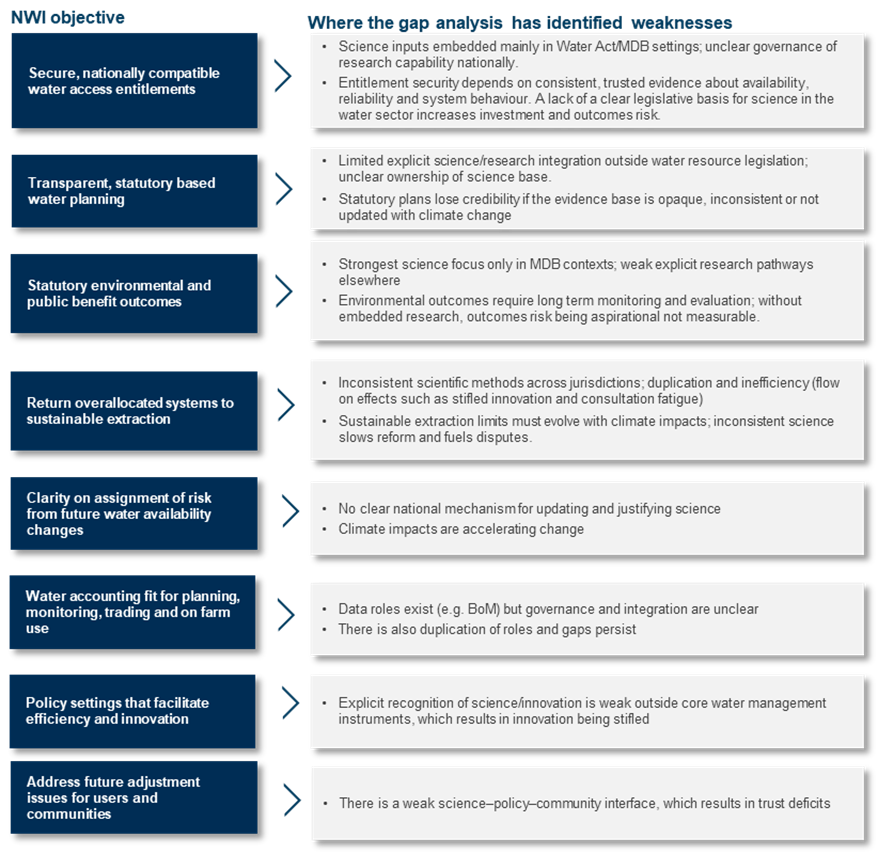 NWI objective
Where the gap analysis has identified weaknesses
Secure, nationally compatible
water access entitlements
• Science inputs embedded mainly in Water Act/MDB settings; unclear governance of
research capability nationally.
• Entitlement security depends on consistent, trusted evidence about availability,
reliability and system behaviour. A lack of a clear legislative basis for science in the
water sector increases investment and outcomes risk.
Transparent, statutory based
water planning
• Limited explicit science/research integration outside water resource legislation;
unclear ownership of science base.
• Statutory plans lose credibility if the evidence base is opaque, inconsistent or not
updated with climate change
Statutory environmental and
public benefit outcomes
• Strongest science focus only in MDB contexts; weak explicit research pathways
elsewhere
• Environmental outcomes require long term monitoring and evaluation; without
embedded research, outcomes risk being aspirational not measurable.
Return overallocated systems to
sustainable extraction
• Inconsistent scientific methods across jurisdictions; duplication and inefficiency (flow
on effects such as stifled innovation and consultation fatigue)
• Sustainable extraction limits must evolve with climate impacts; inconsistent science
slows reform and fuels disputes.
Clarity on assignment of risk
from future water availability
changes
• No clear national mechanism for updating and justifying science
• Climate impacts are accelerating change
Water accounting fit for planning,
monitoring, trading and on farm
use
• Data roles exist (e.g. BoM) but governance and integration are unclear
• There is also duplication of roles and gaps persist
Policy settings that facilitate
efficiency and innovation
• Explicit recognition of science/innovation is weak outside core water management
instruments, which results in innovation being stifled
Address future adjustment
issues for users and
communities
• There is a weak science–policy–community interface, which results in trust deficits